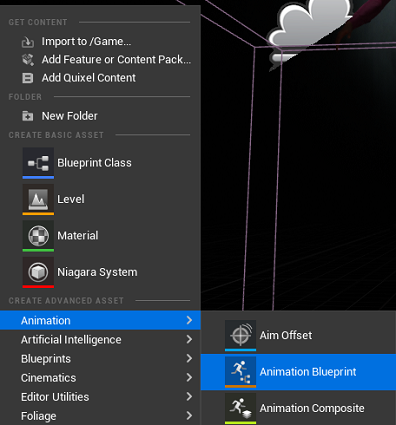 GET CONTENT
Import to /Game...
Add Feature or Content Pack...
Add Quixel Content
FOLDER
New Folder
CREATE BASIC ASSET
Blueprint Class
Level
Material
Niagara System
CREATE ADVANCED ASSET
Animation
Artificial Intelligence
Blueprints
Cinematics
Editor Utilities
Foliage
Aim Offset
Animation Blueprint
Animation Composite